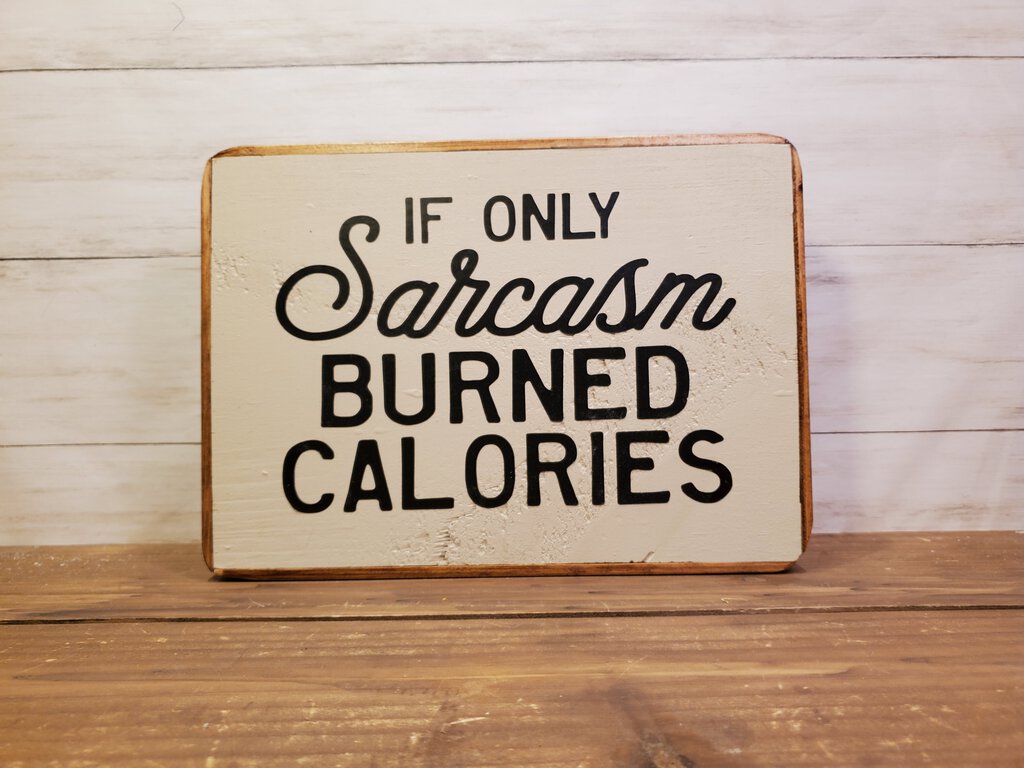 IF ONLY
Sarcasm
BURNED
CALORIES